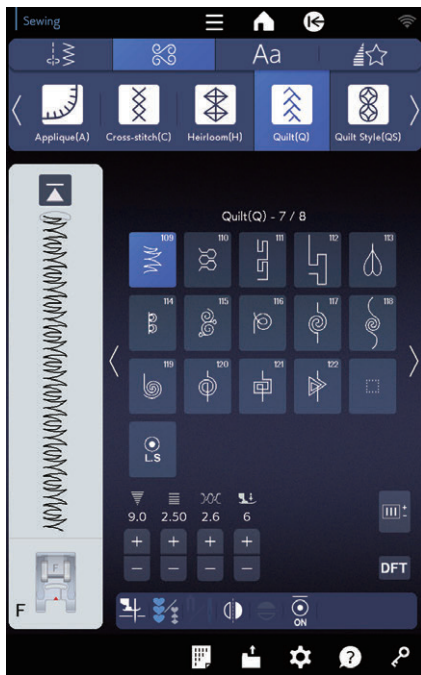 Sewing
Aa
Applique(A) Cross-stitch(C) Heirloom(H) Quilt(Q) Quilt Style(QS)
Quilt(Q) - 7 / 8
109 110 111 112 113
114 115 116 117 118
119 120 121 122
L.S
9.0 2.50 2.6 6
+ + +
− − −
DFT
F
F
ON
?